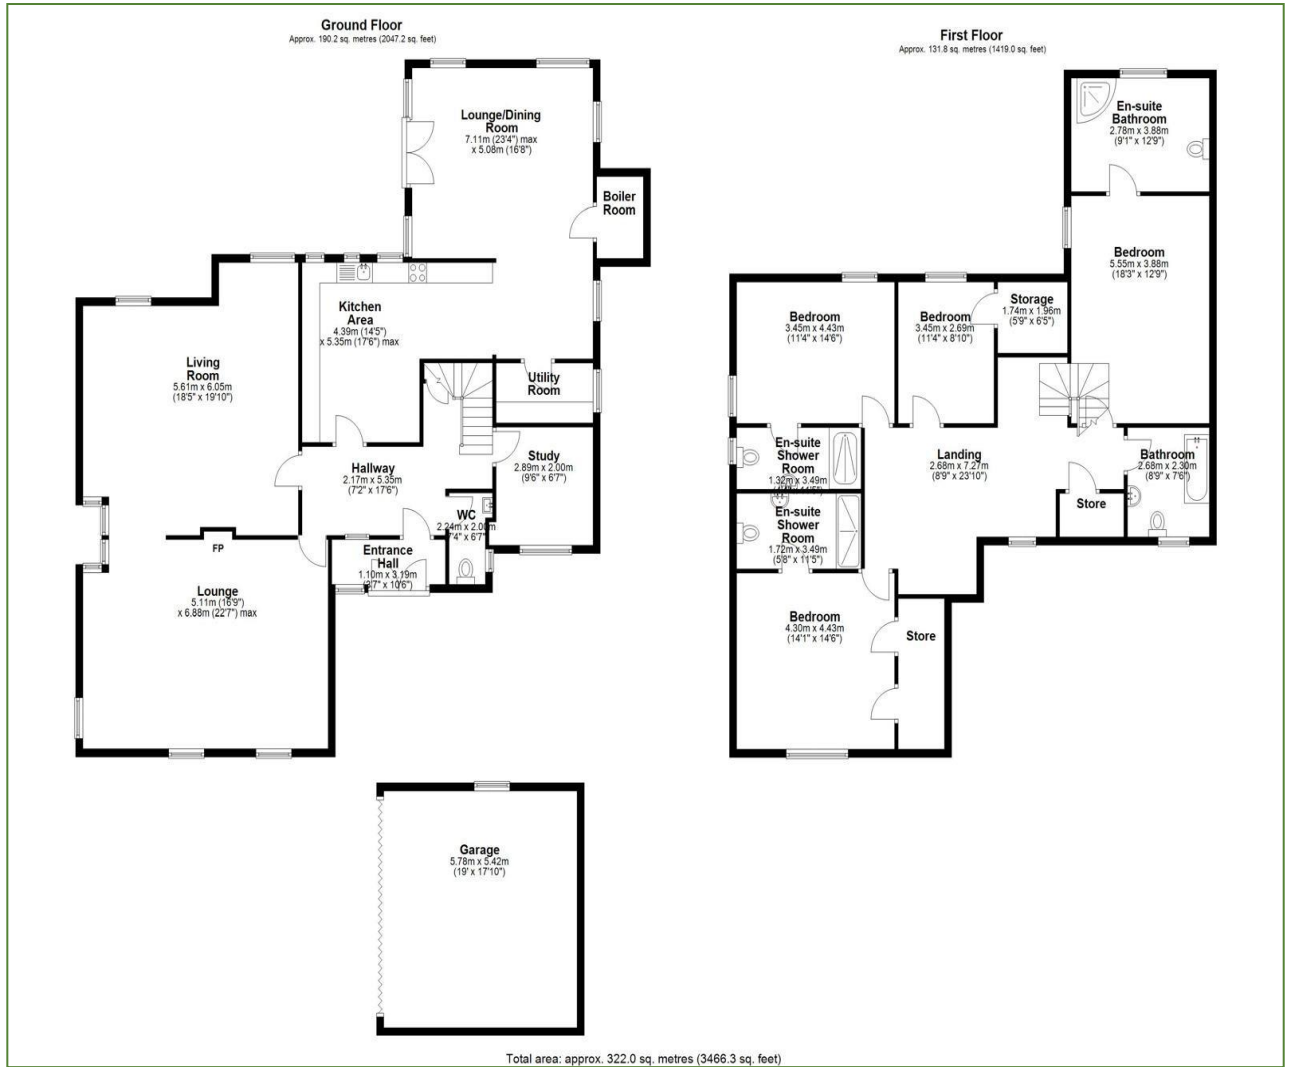 Ground Floor
Approx. 190.2 sq. metres (2047.2 sq. feet)
Lounge/Dining
Room
7.11m (23'4") max
x 5.08m (16'8")
Boiler
Room
Kitchen
Area
4.39m (14'5")
x 5.35m (17'6") max
Living
Room
5.61m x 6.05m
(18'5" x 19'10")
Utility
Room
Study
2.89m x 2.00m
(9'6" x 6'7")
Hallway
2.17m x 5.35m
(7'2" x 17'6")
WC
2.24m x 2.00m
(7'4" x 6'7")
Entrance
Hall
1.10m x 3.19m
(3'7" x 10'6")
FP
Lounge
5.11m (16'9")
x 6.88m (22'7") max
Garage
5.78m x 5.42m
(19' x 17'10")
First Floor
Approx. 131.8 sq. metres (1419.0 sq. feet)
En-suite
Bathroom
2.78m x 3.88m
(9'1" x 12'9")
Bedroom
5.55m x 3.88m
(18'3" x 12'9")
Storage
1.74m x 1.96m
(5'9" x 6'5")
Bedroom
3.45m x 4.43m
(11'4" x 14'6")
Bedroom
3.45m x 2.69m
(11'4" x 8'10")
En-suite
Shower
Room
1.32m x 3.49m
Landing
2.68m x 7.27m
(8'9" x 23'10")
Bathroom
2.68m x 2.30m
(8'9" x 7'6")
Store
En-suite
Shower
Room
1.72m x 3.49m
(5'8" x 11'5")
Bedroom
4.30m x 4.43m
(14'1" x 14'6")
Store
Total area: approx. 322.0 sq. metres (3466.3 sq. feet)